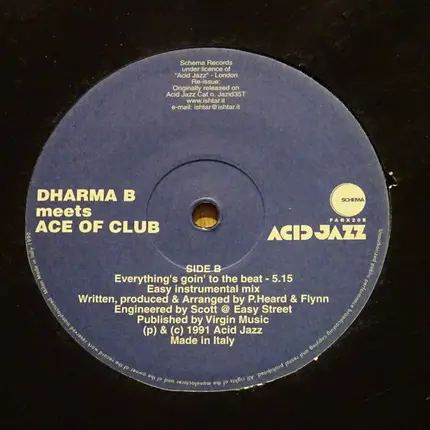 Schema Records
under licence of
"Acid Jazz" - London
Re-issue:
Originally released on
Acid Jazz Cat n. Jazid35T
www.ishtar.it
e-mail: ishtar@ishtar.it
DHARMA B
meets
ACE OF CLUB
SCHEMA
ACID JAZZ
SIDE B
Everything's goin' to the beat - 5.15
Easy instrumental mix
Written, produced & Arranged by P.Heard & Flynn
Engineered by Scott @ Easy Street
Published by Virgin Music
(p) & (c) 1991 Acid Jazz
Made in Italy